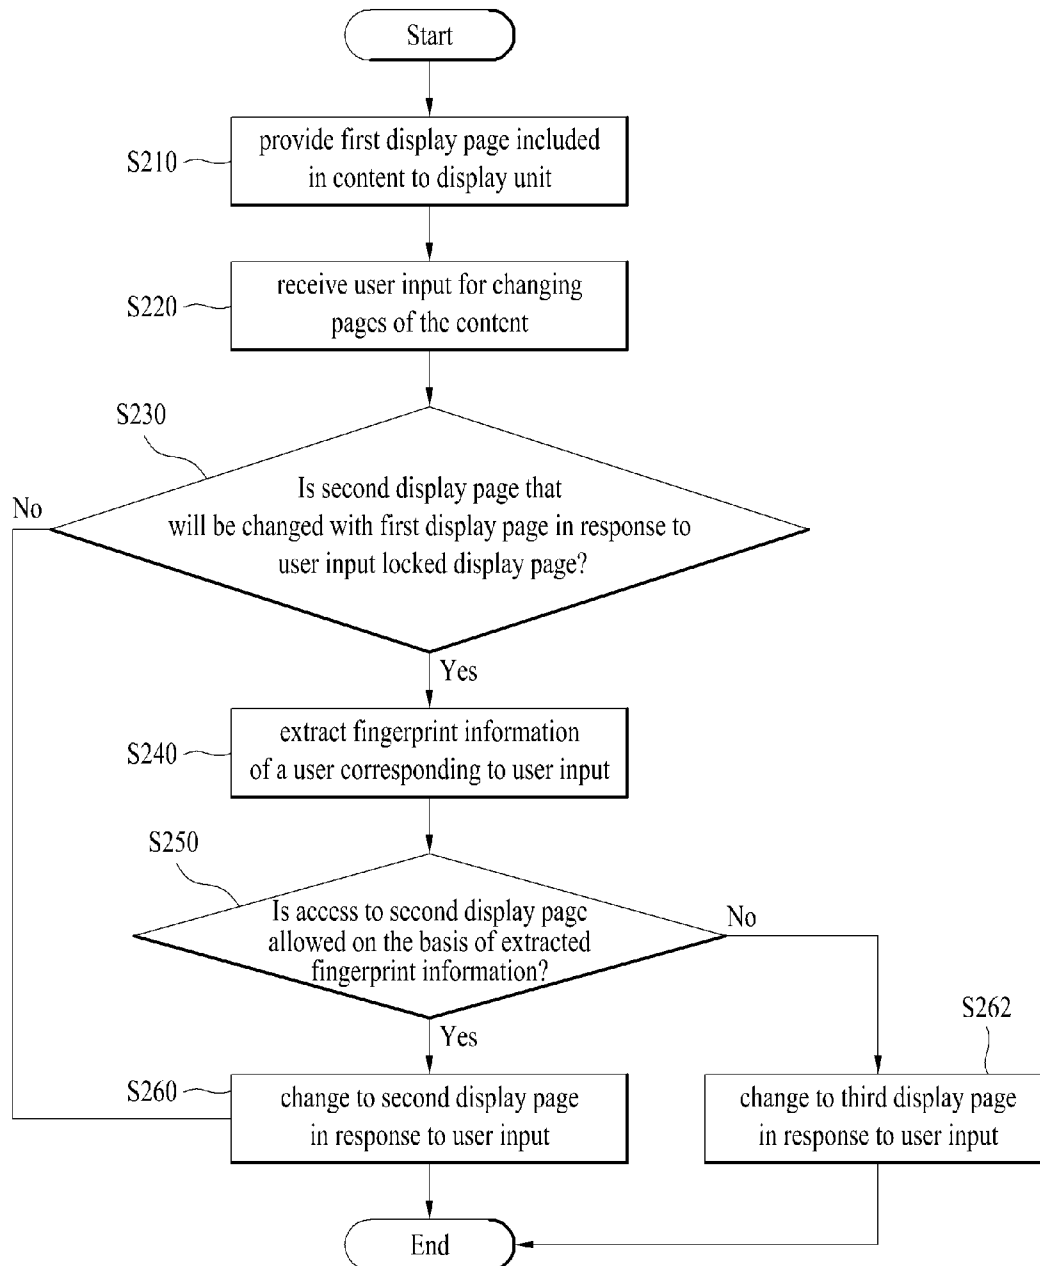 Start
S210
provide first display page included
in content to display unit
S220
receive user input for changing
pages of the content
S230
Is second display page that
will be changed with first display page in response to
user input locked display page?
No
Yes
S240
extract fingerprint information
of a user corresponding to user input
S250
Is access to second display page
allowed on the basis of extracted
fingerprint information?
No
Yes
S260
change to second display page
in response to user input
S262
change to third display page
in response to user input
End